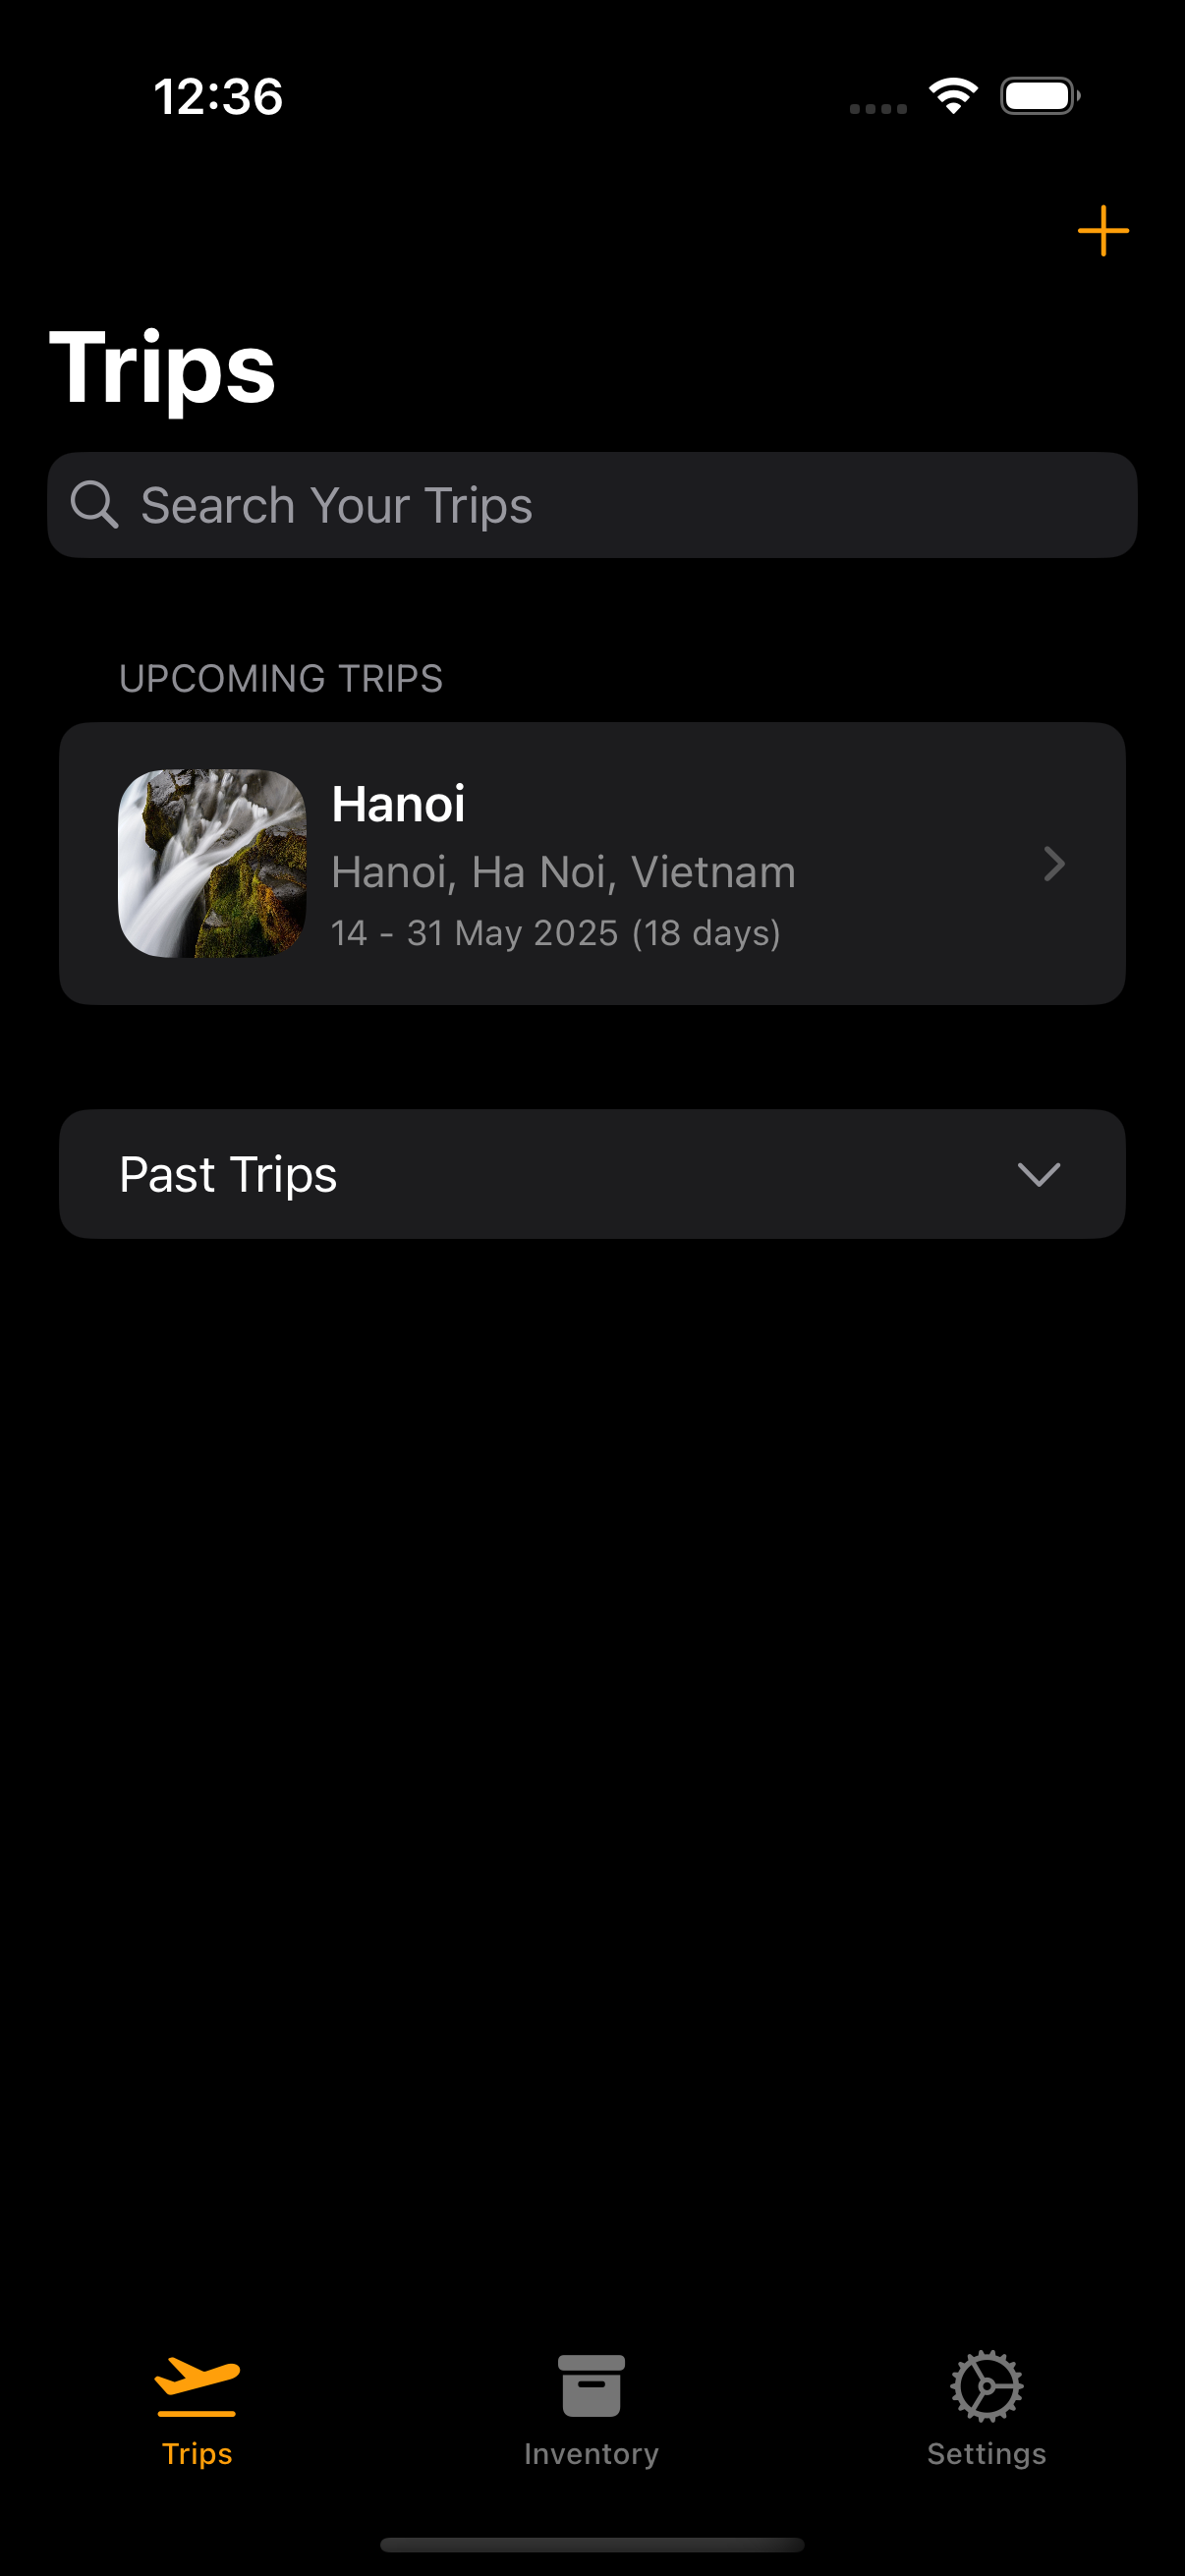 12:36
Trips
Search Your Trips
UPCOMING TRIPS
Hanoi
Hanoi, Ha Noi, Vietnam
14 - 31 May 2025 (18 days)
Past Trips
Trips
Inventory
Settings